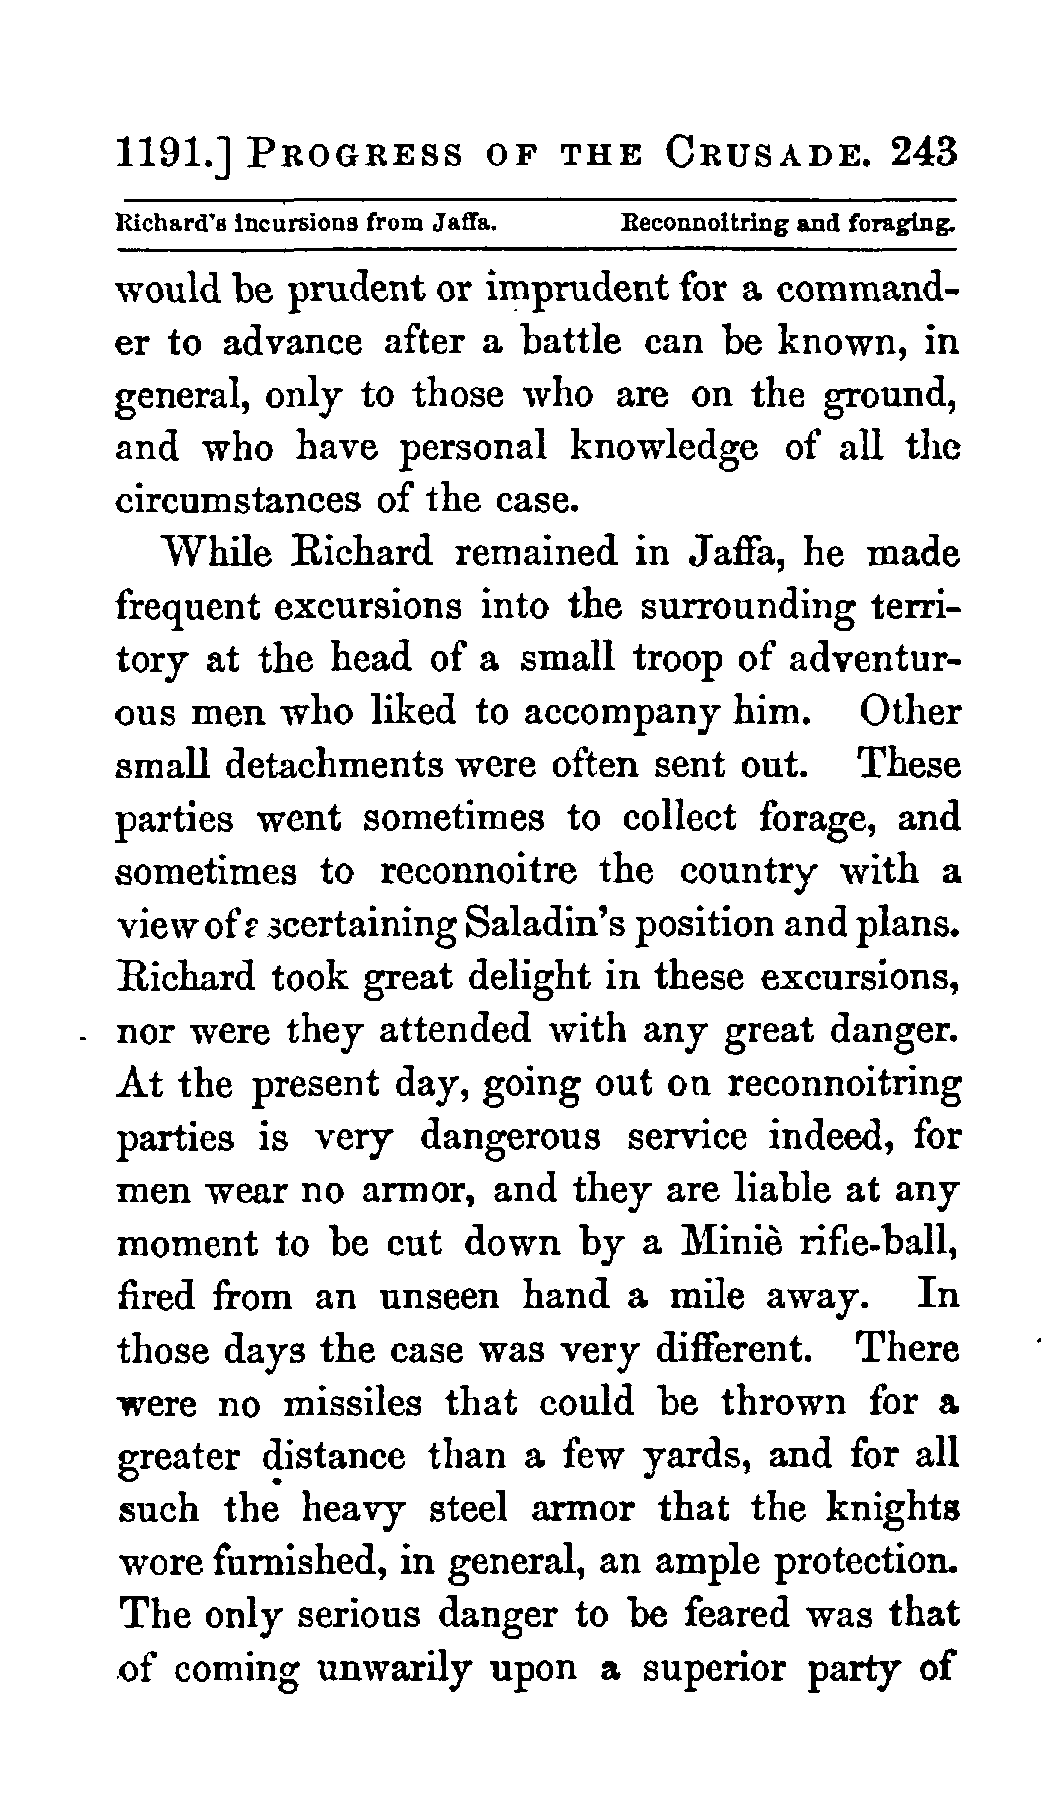 1191.] PROGRESS OF THE CRUSADE. 243
Richard's incursions from Jaffa. Reconnoitring and foraging.
would be prudent or imprudent for a command-
er to advance after a battle can be known, in
general, only to those who are on the ground,
and who have personal knowledge of all the
circumstances of the case.
While Richard remained in Jaffa, he made
frequent excursions into the surrounding terri-
tory at the head of a small troop of adventur-
ous men who liked to accompany him. Other
small detachments were often sent out. These
parties went sometimes to collect forage, and
sometimes to reconnoitre the country with a
view of ascertaining Saladin's position and plans.
Richard took great delight in these excursions,
nor were they attended with any great danger.
At the present day, going out on reconnoitring
parties is very dangerous service indeed, for
men wear no armor, and they are liable at any
moment to be cut down by a Miniè rifle-ball,
fired from an unseen hand a mile away. In
those days the case was very different. There
were no missiles that could be thrown for a
greater distance than a few yards, and for all
such the heavy steel armor that the knights
wore furnished, in general, an ample protection.
The only serious danger to be feared was that
of coming unwarily upon a superior party of